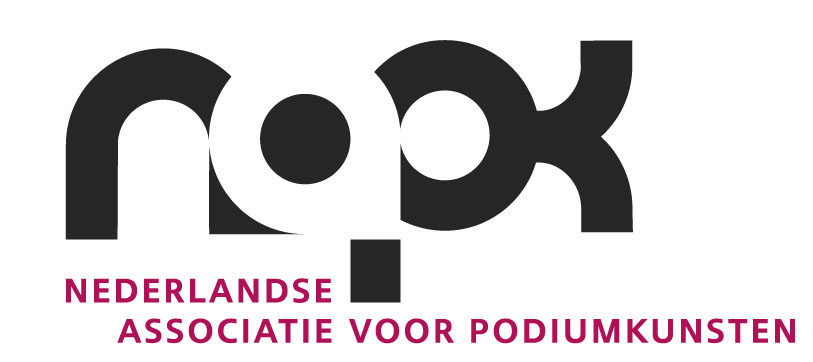 napk
NEDERLANDSE
ASSOCIATIE VOOR PODIUMKUNSTEN